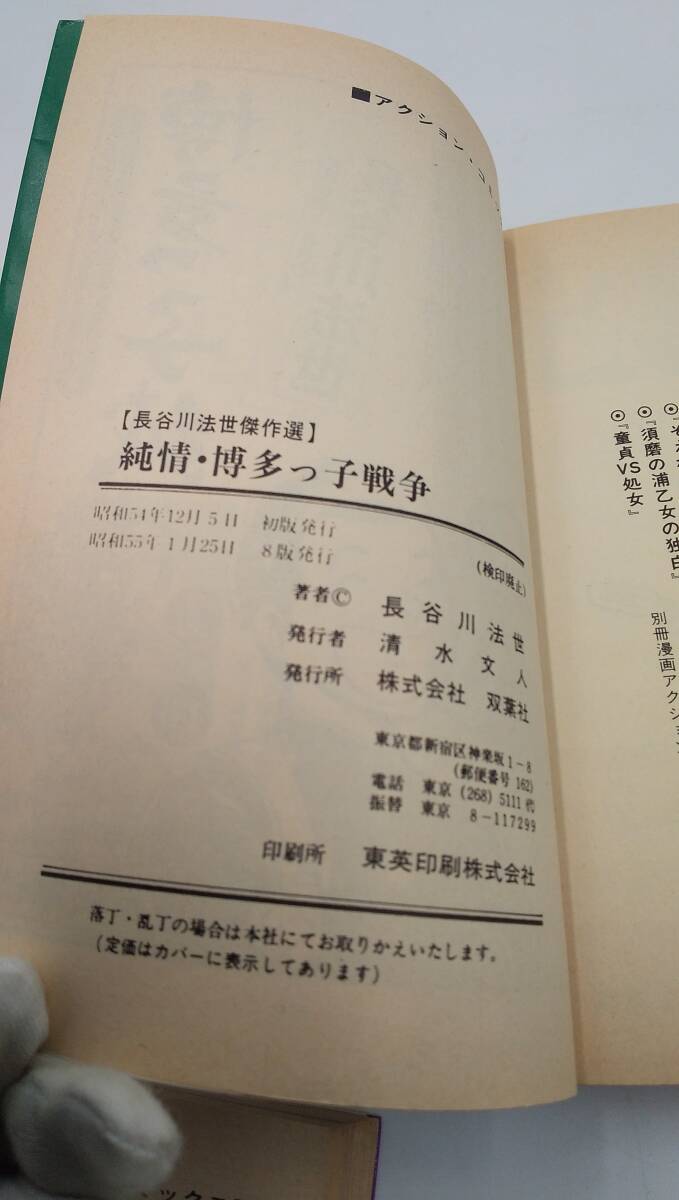 ■アクション・コミ
【長谷川法世傑作選】
純情・博多っ子戦争
昭和54年12月5日 初版発行
昭和55年1月25日 8版発行
(検印廃止)
著者© 長谷川法世
発行者 清水文人
発行所 株式会社 双葉社
東京都新宿区神楽坂1−8
(郵便番号 162)
電話 東京 (268) 5111 代
振替 東京 8−117299
印刷所 東英印刷株式会社
落丁・乱丁の場合は本社にてお取りかえいたします。
(定価はカバーに表示してあります)
⦿『須磨の浦乙女の独白』
⦿『童貞VS処女』
別冊漫画アクション
ミック